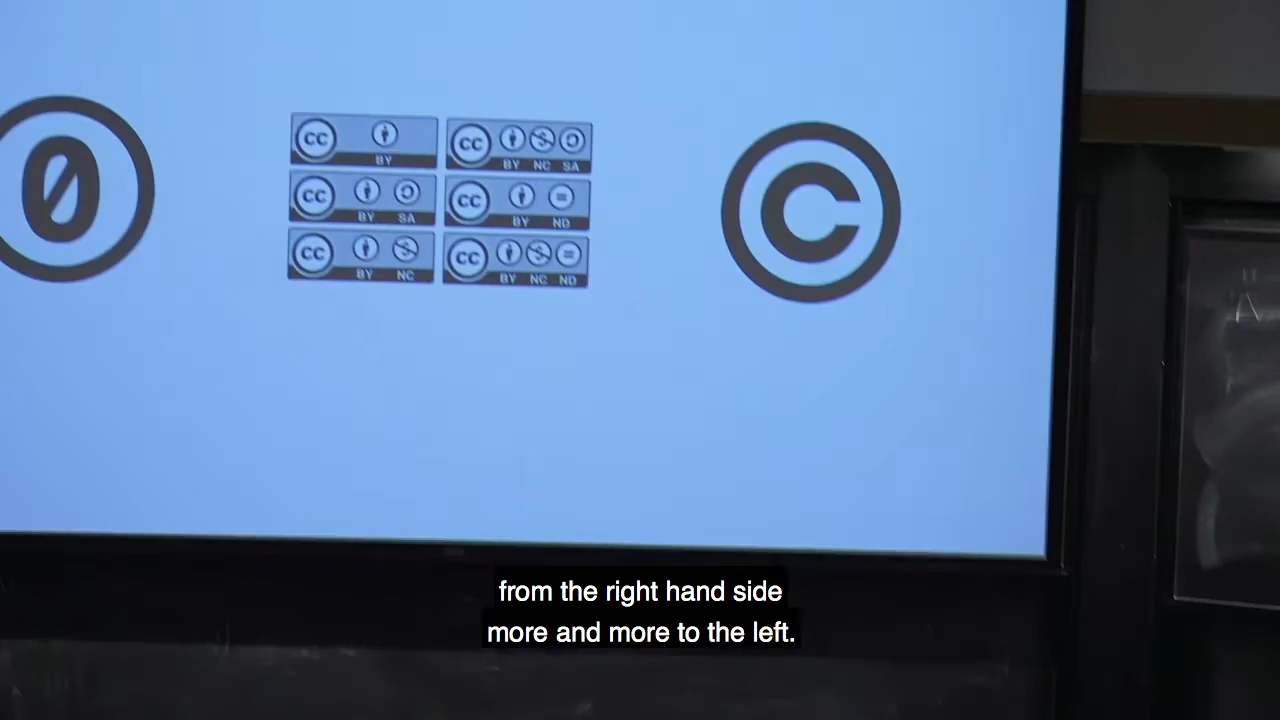 0
CC BY
CC BY NC SA
CC BY SA
CC BY ND
CC BY NC
CC BY NC ND
C
A
from the right hand side
more and more to the left.